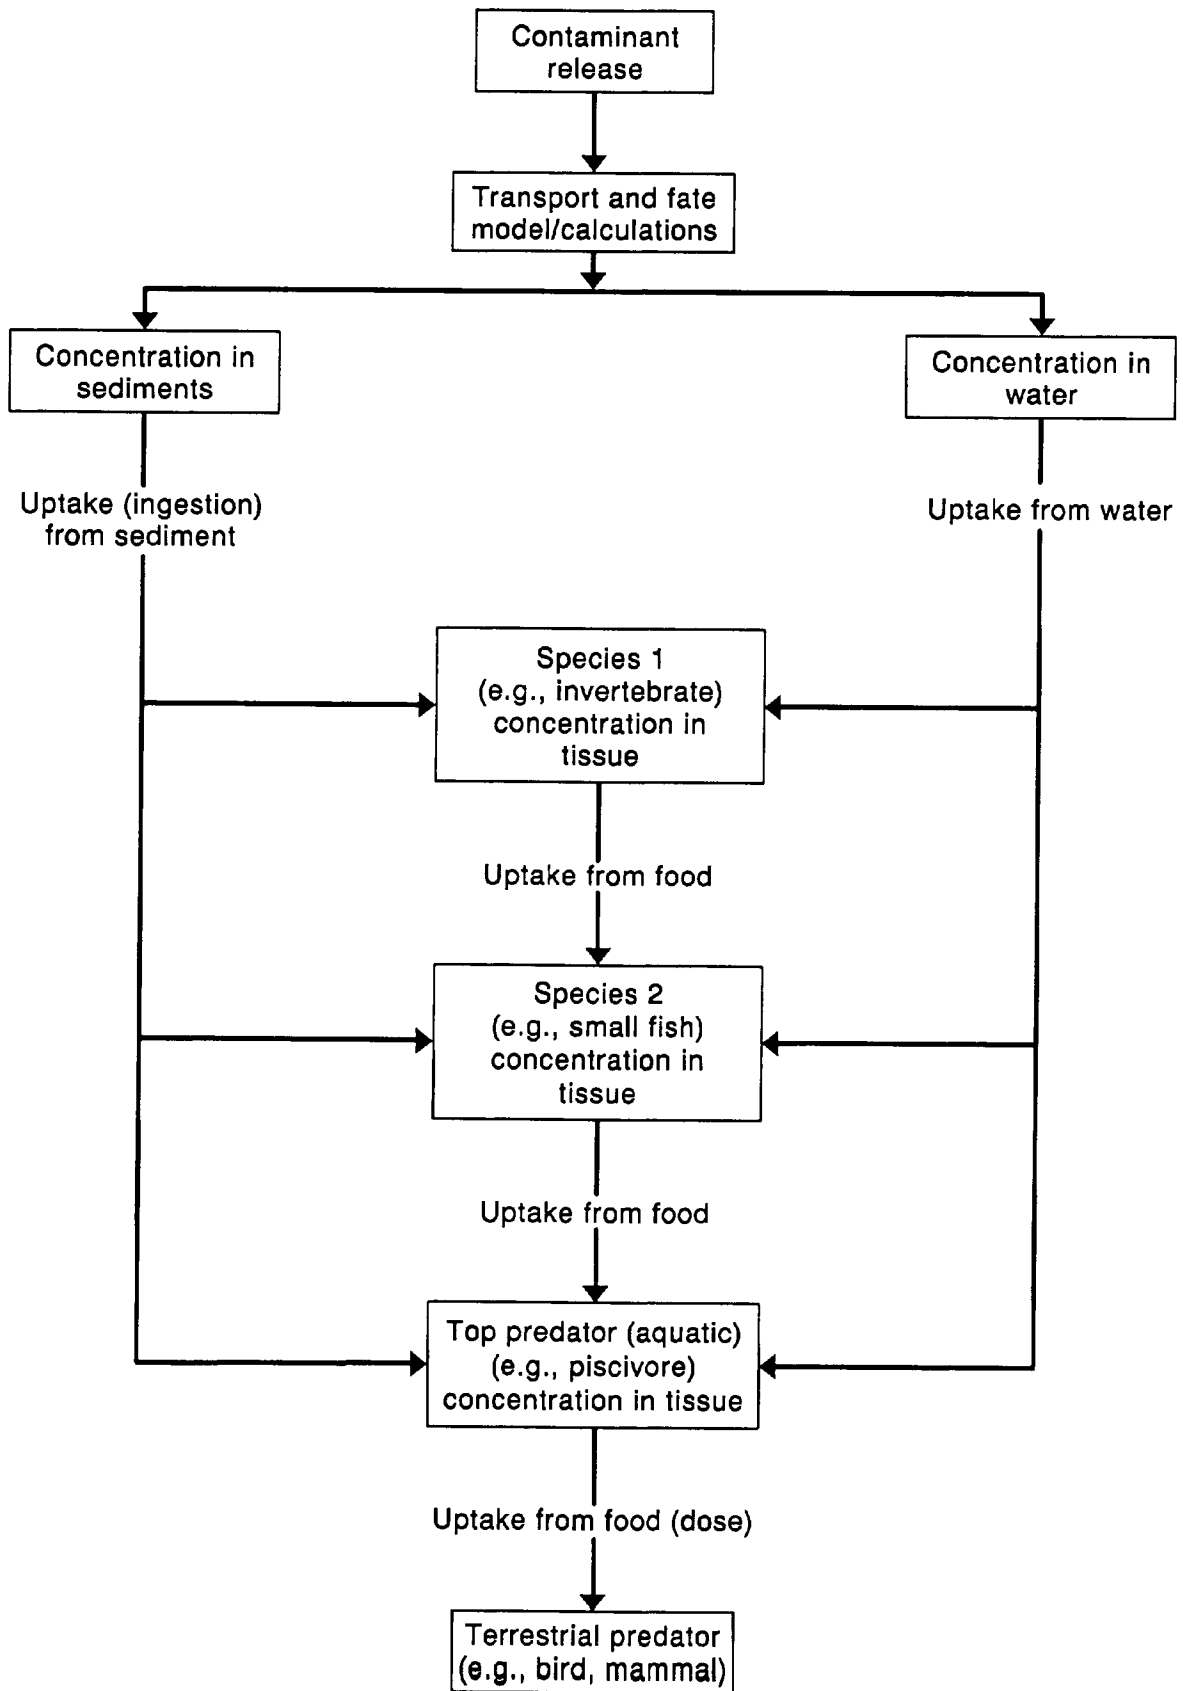 Contaminant
release
Transport and fate
model/calculations
Concentration in
sediments
Concentration in
water
Uptake (ingestion)
from sediment
Uptake from water
Species 1
(e.g., invertebrate)
concentration in
tissue
Uptake from food
Species 2
(e.g., small fish)
concentration in
tissue
Uptake from food
Top predator (aquatic)
(e.g., piscivore)
concentration in tissue
Uptake from food (dose)
Terrestrial predator
(e.g., bird, mammal)